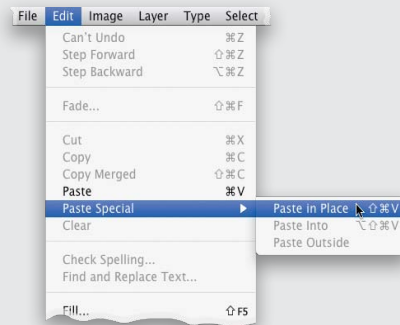 File Edit Image Layer Type Select
Can't Undo ⌘Z
Step Forward ⇧⌘Z
Step Backward ⌥⌘Z
Fade... ⇧⌘F
Cut ⌘X
Copy ⌘C
Copy Merged ⇧⌘C
Paste ⌘V
Paste Special ▶ Paste in Place ⇧⌘V
Clear Paste Into ⌥⇧⌘V
Paste Outside
Check Spelling...
Find and Replace Text...
Fill... ⇧F5